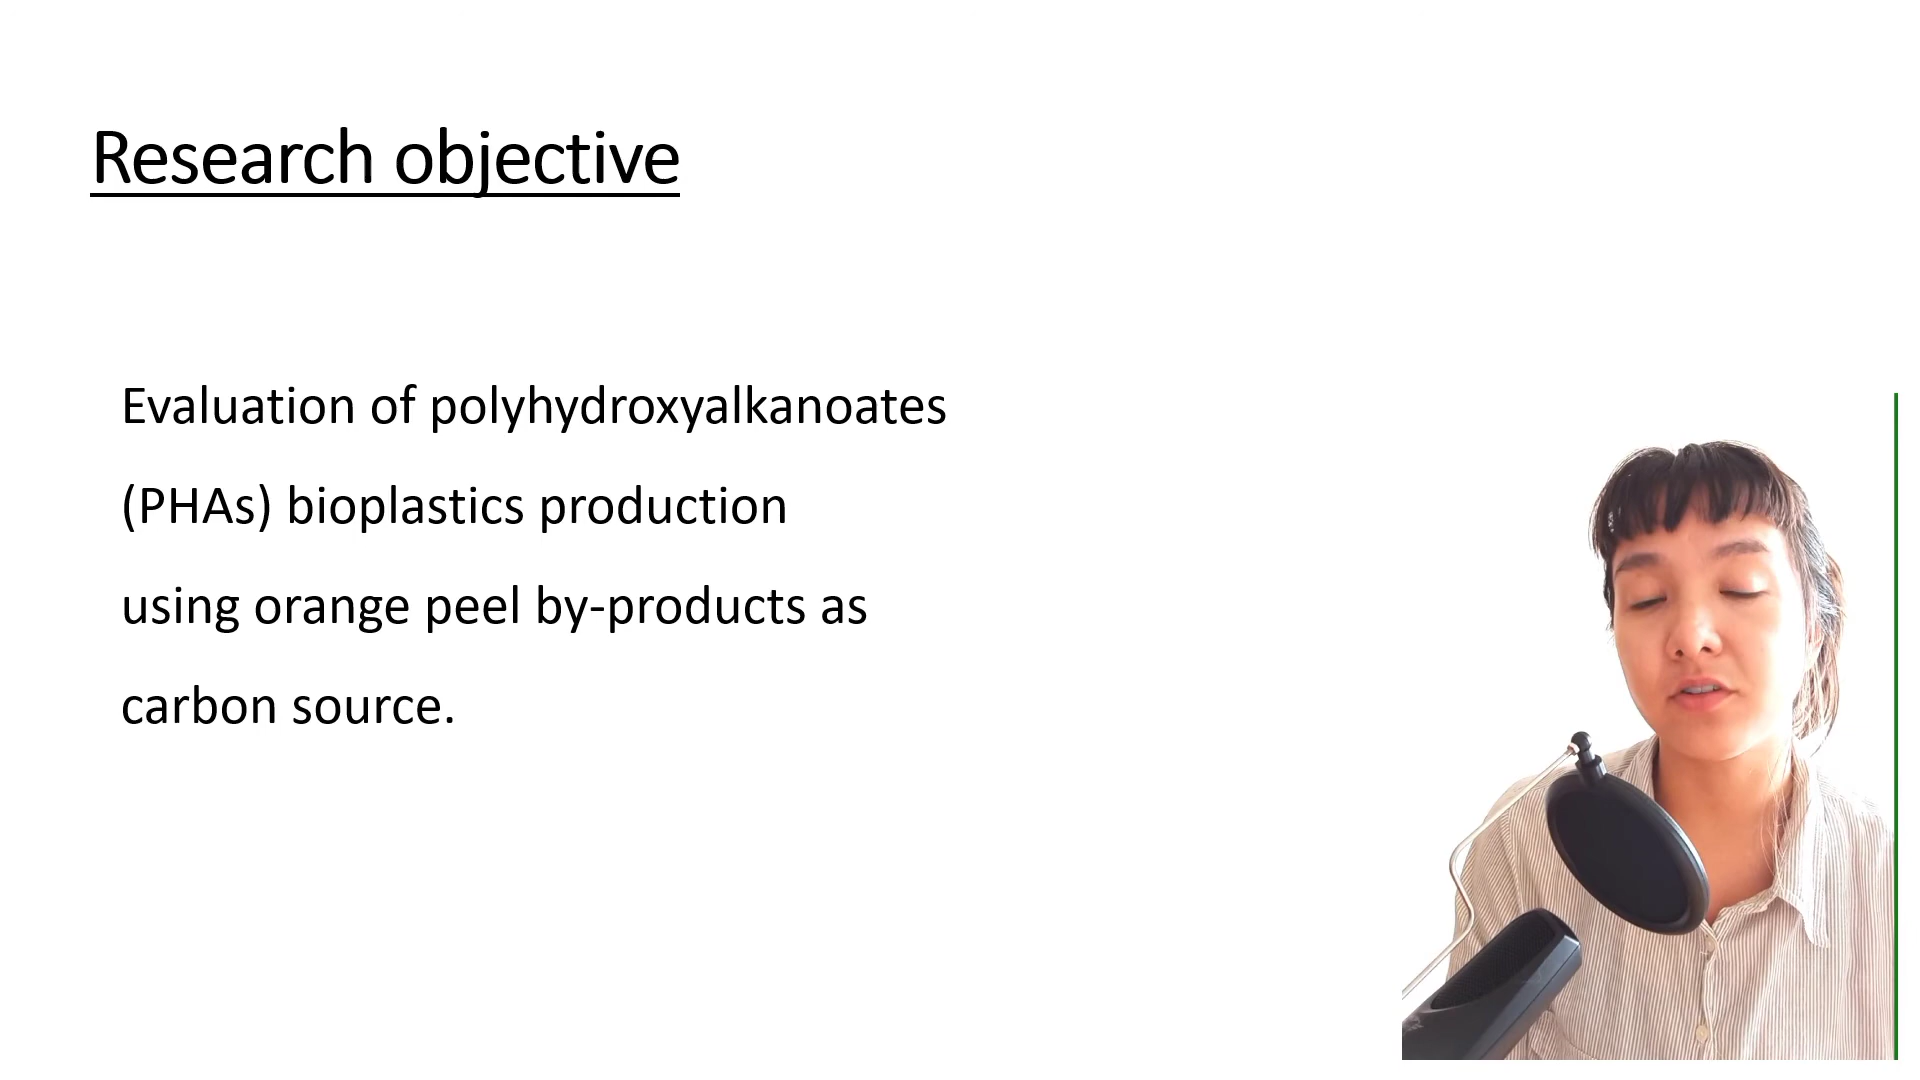 Research objective
Evaluation of polyhydroxyalkanoates
(PHAs) bioplastics production
using orange peel by-products as
carbon source.